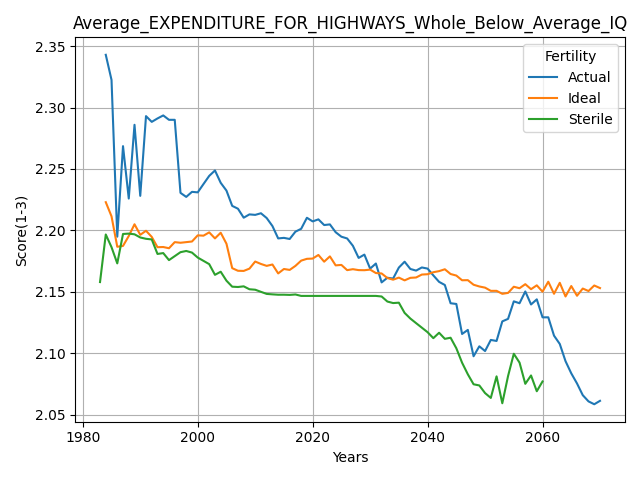 Average_EXPENDITURE_FOR_HIGHWAYS_Whole_Below_Average_IQ
Fertility
Actual
Ideal
Sterile
Score(1-3)
2.35
2.30
2.25
2.20
2.15
2.10
2.05
1980
2000
2020
2040
2060
Years